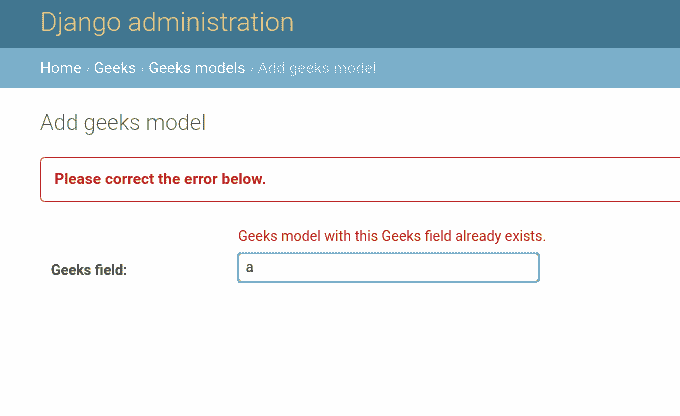 Django administration
Home › Geeks › Geeks models › Add geeks model
Add geeks model
Please correct the error below.
Geeks model with this Geeks field already exists.
Geeks field: a